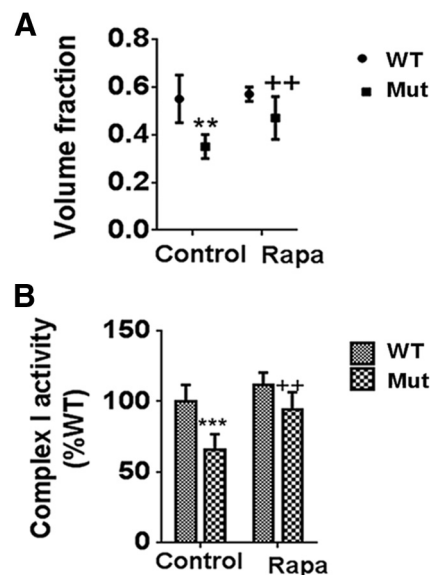 A
Volume fraction
0.8
0.6
0.4
0.2
0.0
**
++
Control Rapa
WT
Mut
B
Complex I activity
(%WT)
150
100
50
0
***
++
Control Rapa
WT
Mut